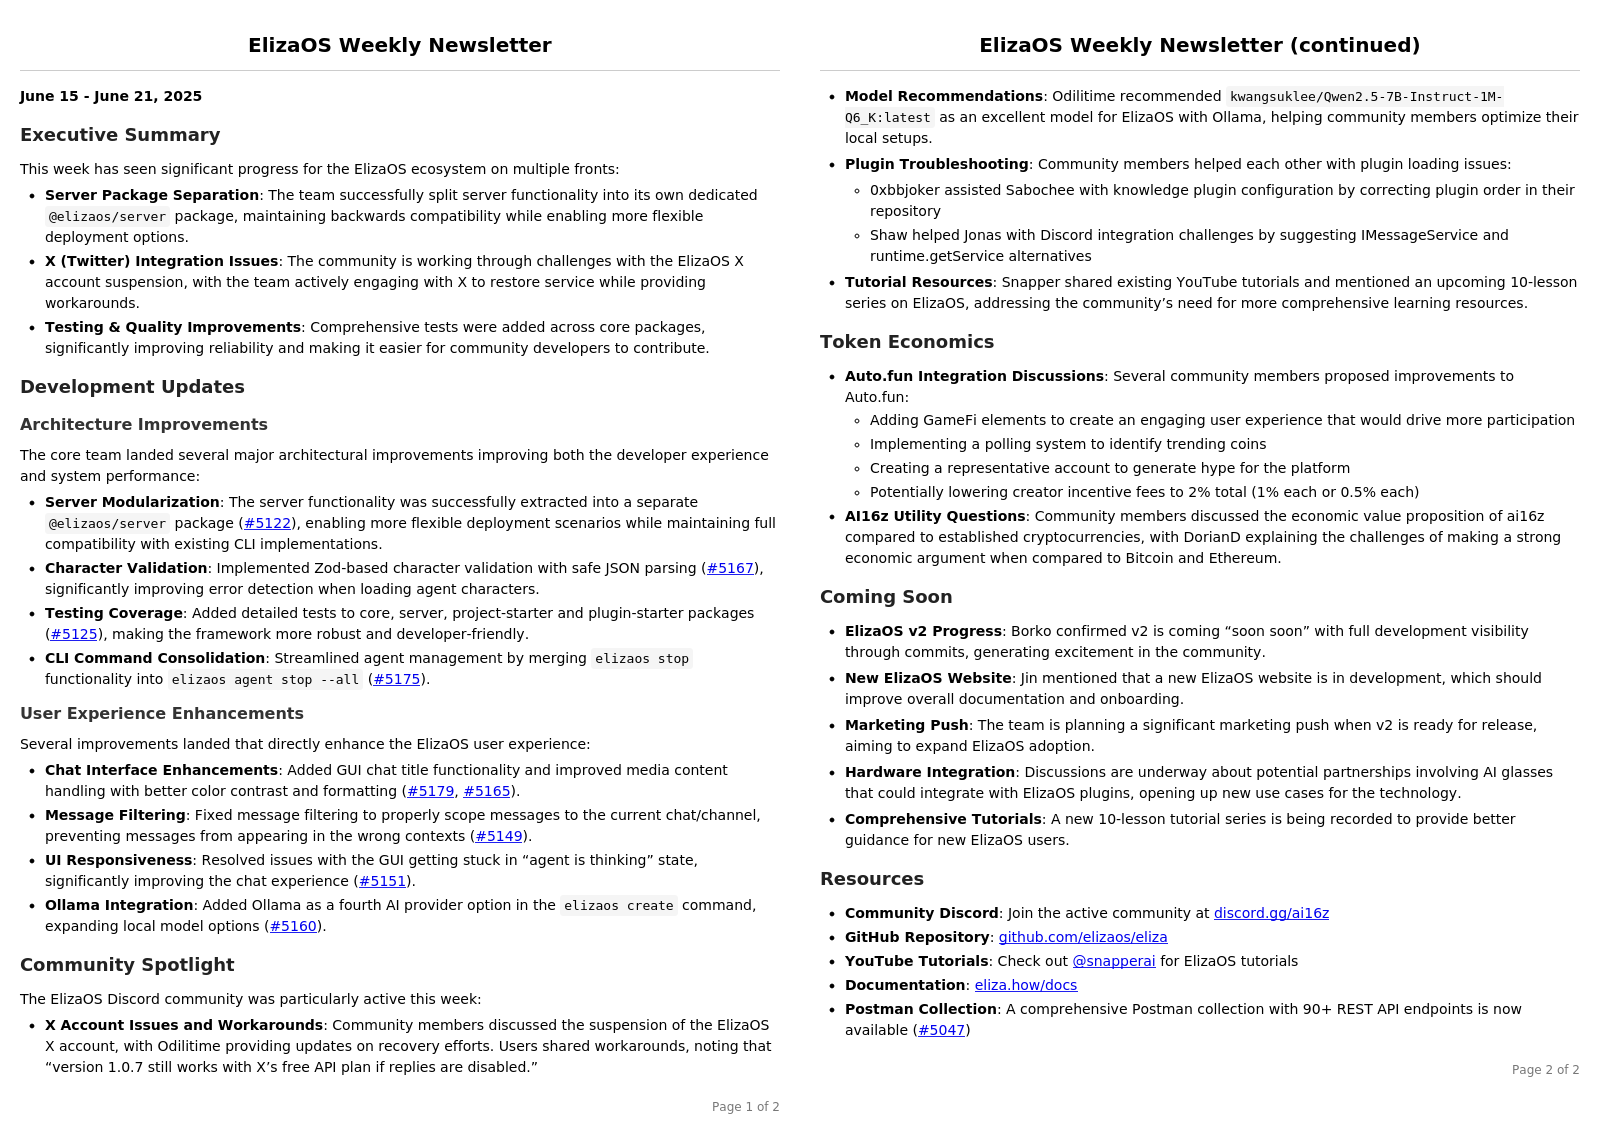 ElizaOS Weekly Newsletter
June 15 - June 21, 2025
Executive Summary
This week has seen significant progress for the ElizaOS ecosystem on multiple fronts:
• Server Package Separation: The team successfully split server functionality into its own dedicated
@elizaos/server package, maintaining backwards compatibility while enabling more flexible
deployment options.
• X (Twitter) Integration Issues: The community is working through challenges with the ElizaOS X
account suspension, with the team actively engaging with X to restore service while providing
workarounds.
• Testing & Quality Improvements: Comprehensive tests were added across core packages,
significantly improving reliability and making it easier for community developers to contribute.
Development Updates
Architecture Improvements
The core team landed several major architectural improvements improving both the developer experience
and system performance:
• Server Modularization: The server functionality was successfully extracted into a separate
@elizaos/server package (#5122), enabling more flexible deployment scenarios while maintaining full
compatibility with existing CLI implementations.
• Character Validation: Implemented Zod-based character validation with safe JSON parsing (#5167),
significantly improving error detection when loading agent characters.
• Testing Coverage: Added detailed tests to core, server, project-starter and plugin-starter packages
(#5125), making the framework more robust and developer-friendly.
• CLI Command Consolidation: Streamlined agent management by merging elizaos stop
functionality into elizaos agent stop --all (#5175).
User Experience Enhancements
Several improvements landed that directly enhance the ElizaOS user experience:
• Chat Interface Enhancements: Added GUI chat title functionality and improved media content
handling with better color contrast and formatting (#5179, #5165).
• Message Filtering: Fixed message filtering to properly scope messages to the current chat/channel,
preventing messages from appearing in the wrong contexts (#5149).
• UI Responsiveness: Resolved issues with the GUI getting stuck in “agent is thinking” state,
significantly improving the chat experience (#5151).
• Ollama Integration: Added Ollama as a fourth AI provider option in the elizaos create command,
expanding local model options (#5160).
Community Spotlight
The ElizaOS Discord community was particularly active this week:
• X Account Issues and Workarounds: Community members discussed the suspension of the ElizaOS
X account, with Odilitime providing updates on recovery efforts. Users shared workarounds, noting that
“version 1.0.7 still works with X’s free API plan if replies are disabled.”
Page 1 of 2
ElizaOS Weekly Newsletter (continued)
• Model Recommendations: Odilitime recommended kwangsuklee/Qwen2.5-7B-Instruct-1M-
Q6_K:latest as an excellent model for ElizaOS with Ollama, helping community members optimize their
local setups.
• Plugin Troubleshooting: Community members helped each other with plugin loading issues:
◦ 0xbbjoker assisted Sabochee with knowledge plugin configuration by correcting plugin order in their
repository
◦ Shaw helped Jonas with Discord integration challenges by suggesting IMessageService and
runtime.getService alternatives
• Tutorial Resources: Snapper shared existing YouTube tutorials and mentioned an upcoming 10-lesson
series on ElizaOS, addressing the community’s need for more comprehensive learning resources.
Token Economics
• Auto.fun Integration Discussions: Several community members proposed improvements to
Auto.fun:
◦ Adding GameFi elements to create an engaging user experience that would drive more participation
◦ Implementing a polling system to identify trending coins
◦ Creating a representative account to generate hype for the platform
◦ Potentially lowering creator incentive fees to 2% total (1% each or 0.5% each)
• AI16z Utility Questions: Community members discussed the economic value proposition of ai16z
compared to established cryptocurrencies, with DorianD explaining the challenges of making a strong
economic argument when compared to Bitcoin and Ethereum.
Coming Soon
• ElizaOS v2 Progress: Borko confirmed v2 is coming “soon soon” with full development visibility
through commits, generating excitement in the community.
• New ElizaOS Website: Jin mentioned that a new ElizaOS website is in development, which should
improve overall documentation and onboarding.
• Marketing Push: The team is planning a significant marketing push when v2 is ready for release,
aiming to expand ElizaOS adoption.
• Hardware Integration: Discussions are underway about potential partnerships involving AI glasses
that could integrate with ElizaOS plugins, opening up new use cases for the technology.
• Comprehensive Tutorials: A new 10-lesson tutorial series is being recorded to provide better
guidance for new ElizaOS users.
Resources
• Community Discord: Join the active community at discord.gg/ai16z
• GitHub Repository: github.com/elizaos/eliza
• YouTube Tutorials: Check out @snapperai for ElizaOS tutorials
• Documentation: eliza.how/docs
• Postman Collection: A comprehensive Postman collection with 90+ REST API endpoints is now
available (#5047)
Page 2 of 2